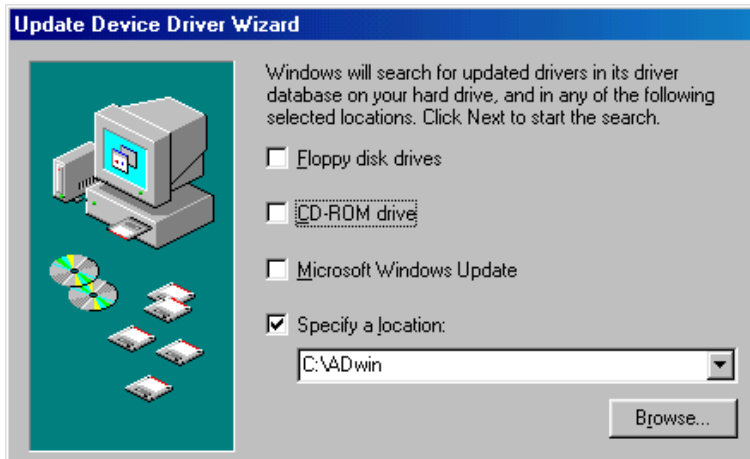 Update Device Driver Wizard
Windows will search for updated drivers in its driver
database on your hard drive, and in any of the following
selected locations. Click Next to start the search.
Floppy disk drives
CD-ROM drive
Microsoft Windows Update
Specify a location:
C:\ADwin
Browse...